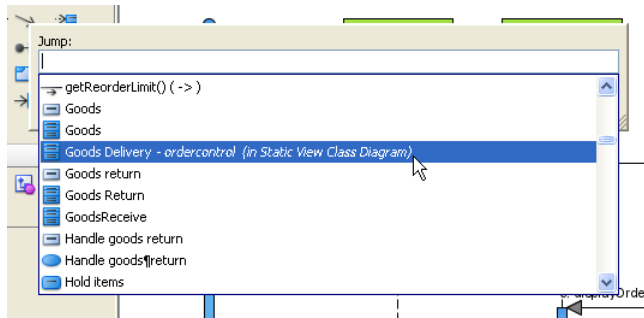 Jump:
getReorderLimit() ( -> )
Goods
Goods
Goods Delivery - ordercontrol (in Static View Class Diagram)
Goods return
Goods Return
GoodsReceive
Handle goods return
Handle goods¶return
Hold items
displayOrde